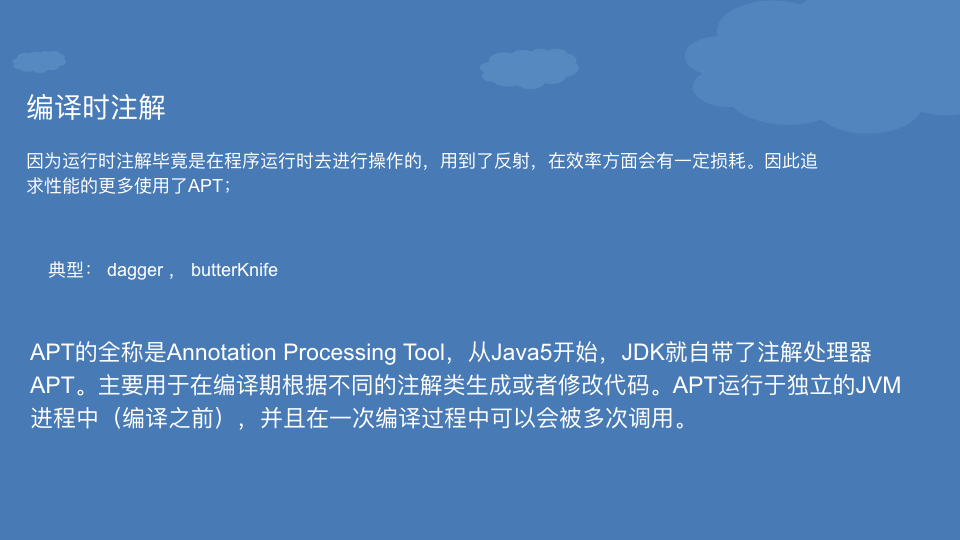 编译时注解
因为运行时注解毕竟是在程序运行时去进行操作的，用到了反射，在效率方面会有一定损耗。因此追
求性能的更多使用了APT；
典型： dagger ， butterKnife
APT的全称是Annotation Processing Tool，从Java5开始，JDK就自带了注解处理器
APT。主要用于在编译期根据不同的注解类生成或者修改代码。APT运行于独立的JVM
进程中（编译之前），并且在一次编译过程中可以会被多次调用。